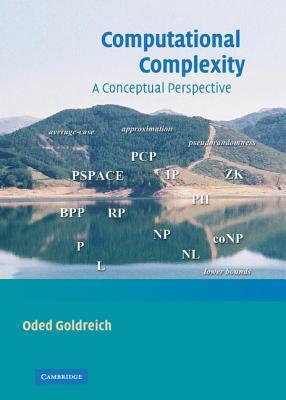 Computational
Complexity
A Conceptual Perspective
average-case
approximation
pseudorandomness
PCP
PSPACE
IP
ZK
PH
BPP
RP
P
NP
coNP
L
NL
lower bounds
Oded Goldreich
CAMBRIDGE